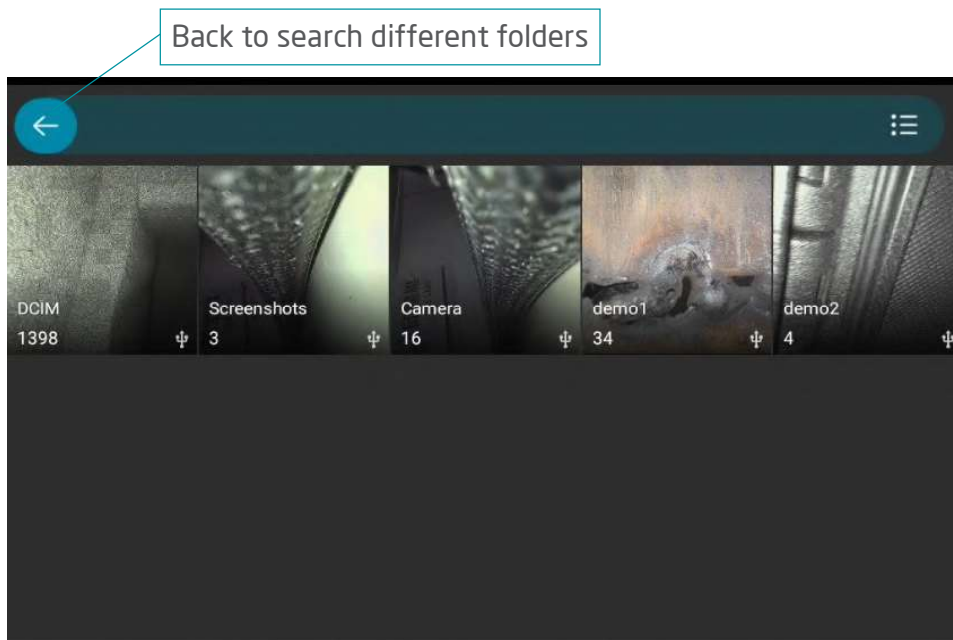 Back to search different folders
DCIM
1398
Screenshots
3
Camera
16
demo1
34
demo2
4